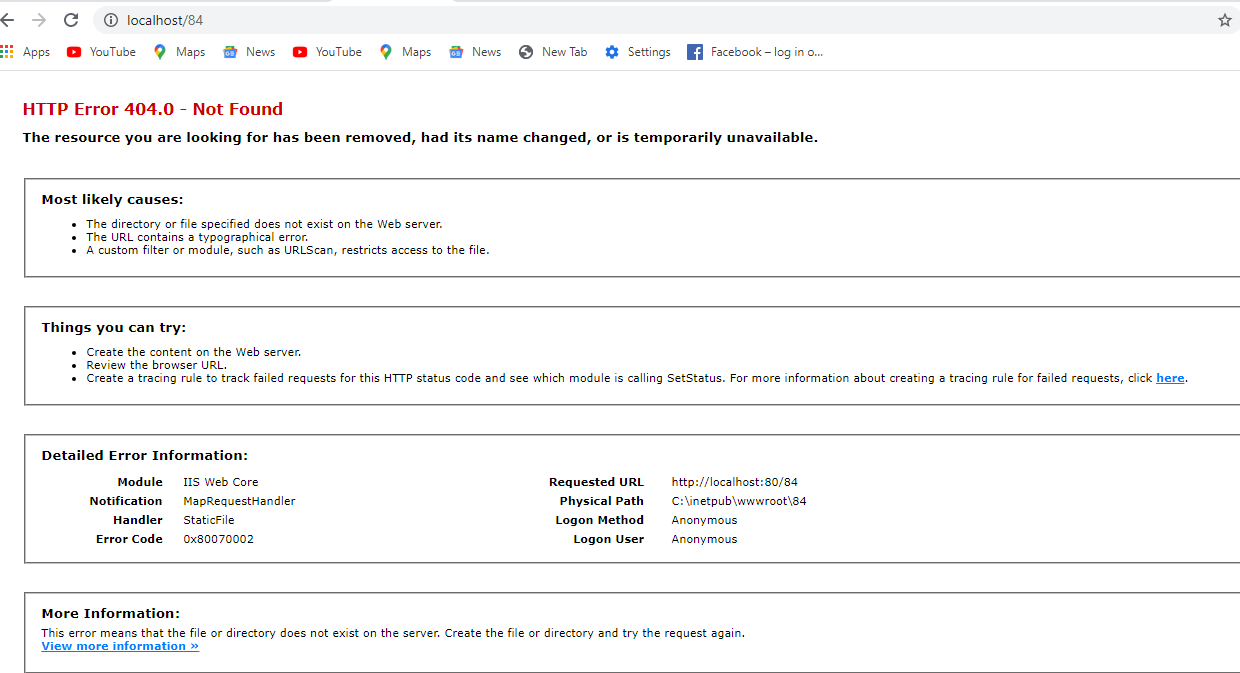 localhost/84
Apps YouTube Maps News YouTube Maps News New Tab Settings Facebook – log in o...
HTTP Error 404.0 - Not Found
The resource you are looking for has been removed, had its name changed, or is temporarily unavailable.
Most likely causes:
• The directory or file specified does not exist on the Web server.
• The URL contains a typographical error.
• A custom filter or module, such as URLScan, restricts access to the file.
Things you can try:
• Create the content on the Web server.
• Review the browser URL.
• Create a tracing rule to track failed requests for this HTTP status code and see which module is calling SetStatus. For more information about creating a tracing rule for failed requests, click here.
Detailed Error Information:
Module IIS Web Core Requested URL http://localhost:80/84
Notification MapRequestHandler Physical Path C:\inetpub\wwwroot\84
Handler StaticFile Logon Method Anonymous
Error Code 0x80070002 Logon User Anonymous
More Information:
This error means that the file or directory does not exist on the server. Create the file or directory and try the request again.
View more information »